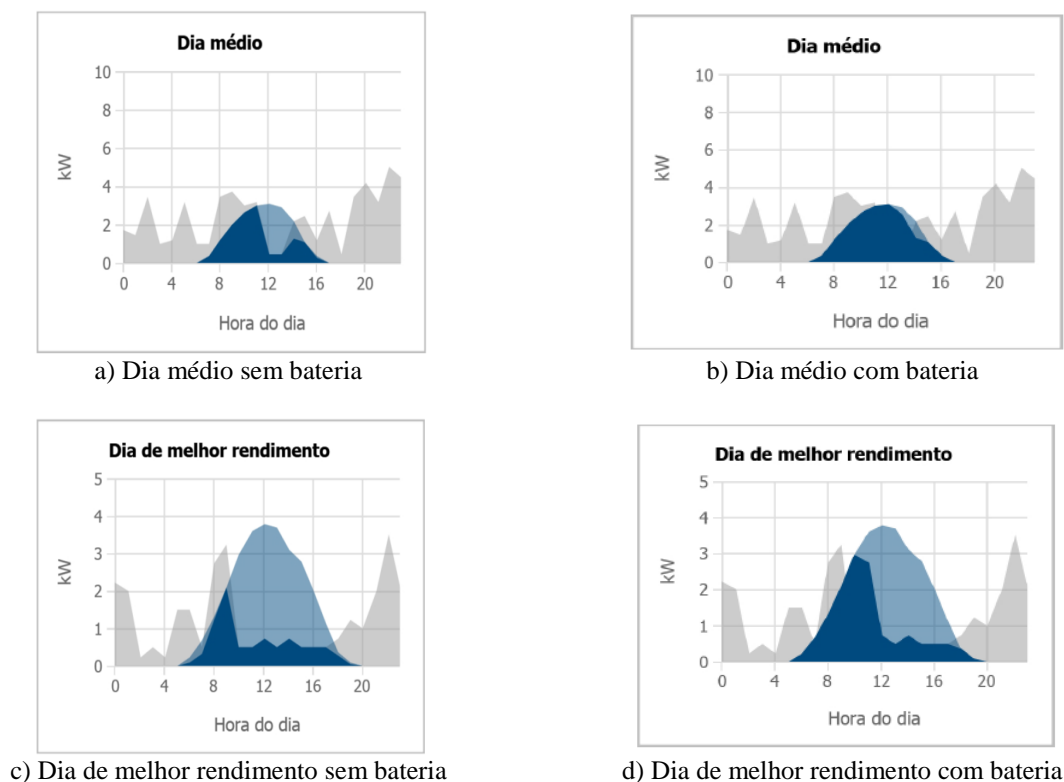 Dia médio
10
8
6
4
2
0
kW
0 4 8 12 16 20
Hora do dia
a) Dia médio sem bateria
Dia médio
10
8
6
4
2
0
kW
0 4 8 12 16 20
Hora do dia
b) Dia médio com bateria
Dia de melhor rendimento
5
4
3
2
1
0
kW
0 4 8 12 16 20
Hora do dia
c) Dia de melhor rendimento sem bateria
Dia de melhor rendimento
5
4
3
2
1
0
kW
0 4 8 12 16 20
Hora do dia
d) Dia de melhor rendimento com bateria